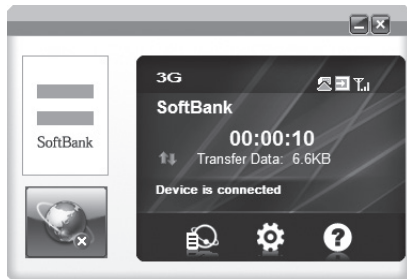 3G
SoftBank
SoftBank
00:00:10
Transfer Data: 6.6KB
Device is connected